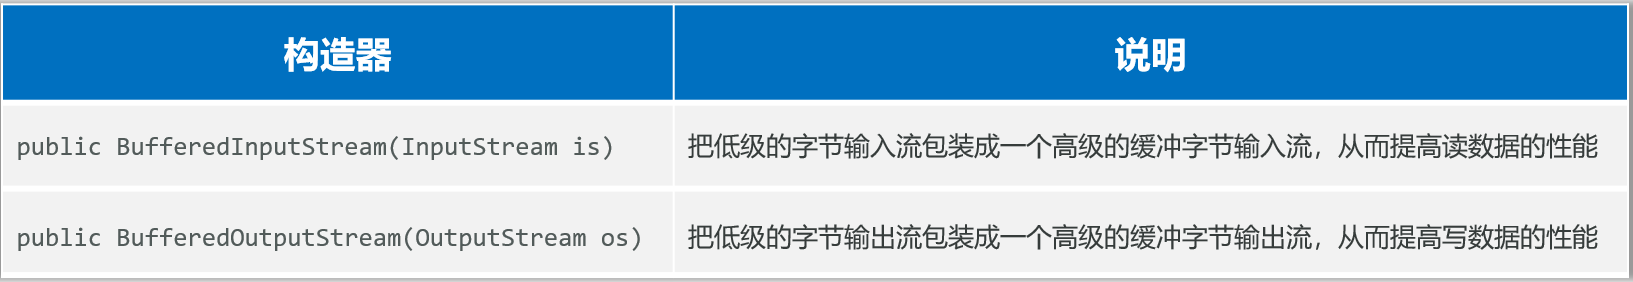 构造器
说明
public BufferedInputStream(InputStream is)
把低级的字节输入流包装成一个高级的缓冲字节输入流，从而提高读数据的性能
public BufferedOutputStream(OutputStream os)
把低级的字节输出流包装成一个高级的缓冲字节输出流，从而提高写数据的性能